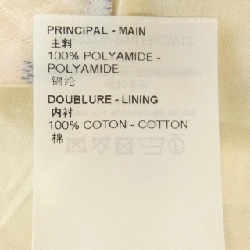 PRINCIPAL - MAIN
主料
100% POLYAMIDE -
POLYAMIDE
锦纶
DOUBLURE - LINING
内衬
100% COTON - COTTON
棉